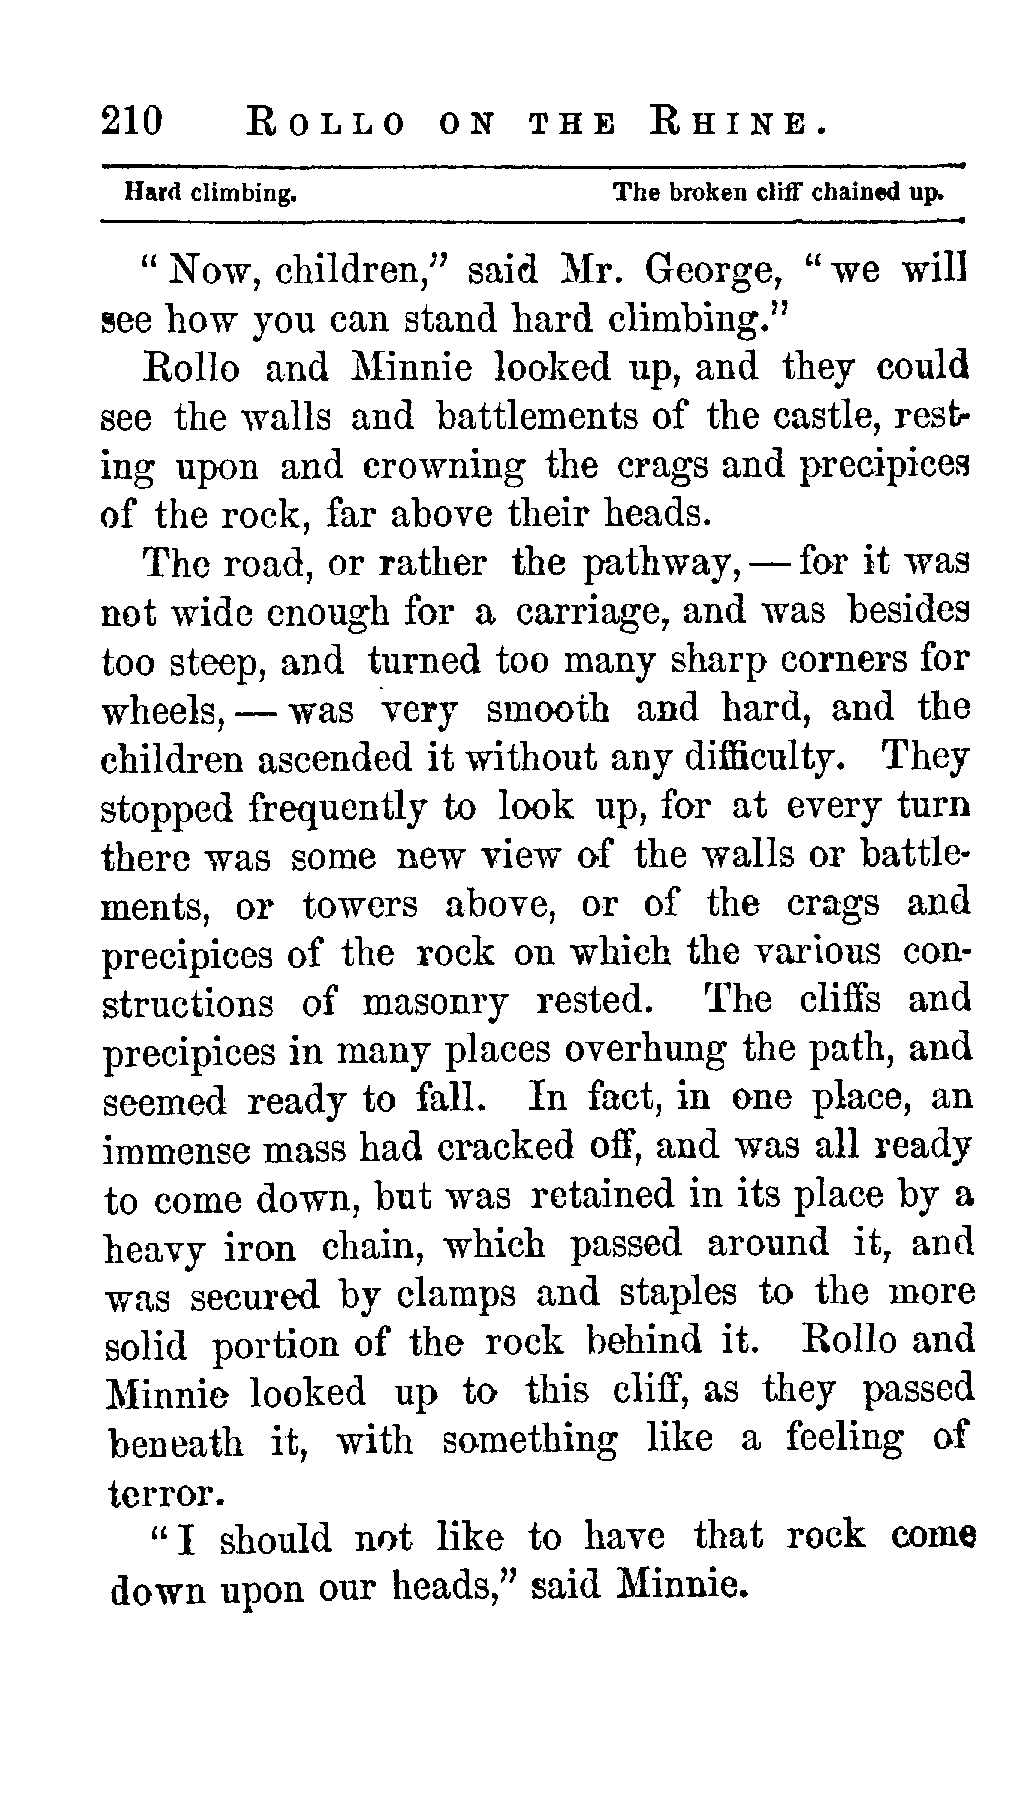 210 ROLLO ON THE RHINE.
Hard climbing. The broken cliff chained up.
“Now, children,” said Mr. George, “we will
see how you can stand hard climbing.”
Rollo and Minnie looked up, and they could
see the walls and battlements of the castle, rest-
ing upon and crowning the crags and precipices
of the rock, far above their heads.
The road, or rather the pathway, — for it was
not wide enough for a carriage, and was besides
too steep, and turned too many sharp corners for
wheels, — was very smooth and hard, and the
children ascended it without any difficulty. They
stopped frequently to look up, for at every turn
there was some new view of the walls or battle-
ments, or towers above, or of the crags and
precipices of the rock on which the various con-
structions of masonry rested. The cliffs and
precipices in many places overhung the path, and
seemed ready to fall. In fact, in one place, an
immense mass had cracked off, and was all ready
to come down, but was retained in its place by a
heavy iron chain, which passed around it, and
was secured by clamps and staples to the more
solid portion of the rock behind it. Rollo and
Minnie looked up to this cliff, as they passed
beneath it, with something like a feeling of
terror.
“I should not like to have that rock come
down upon our heads,” said Minnie.